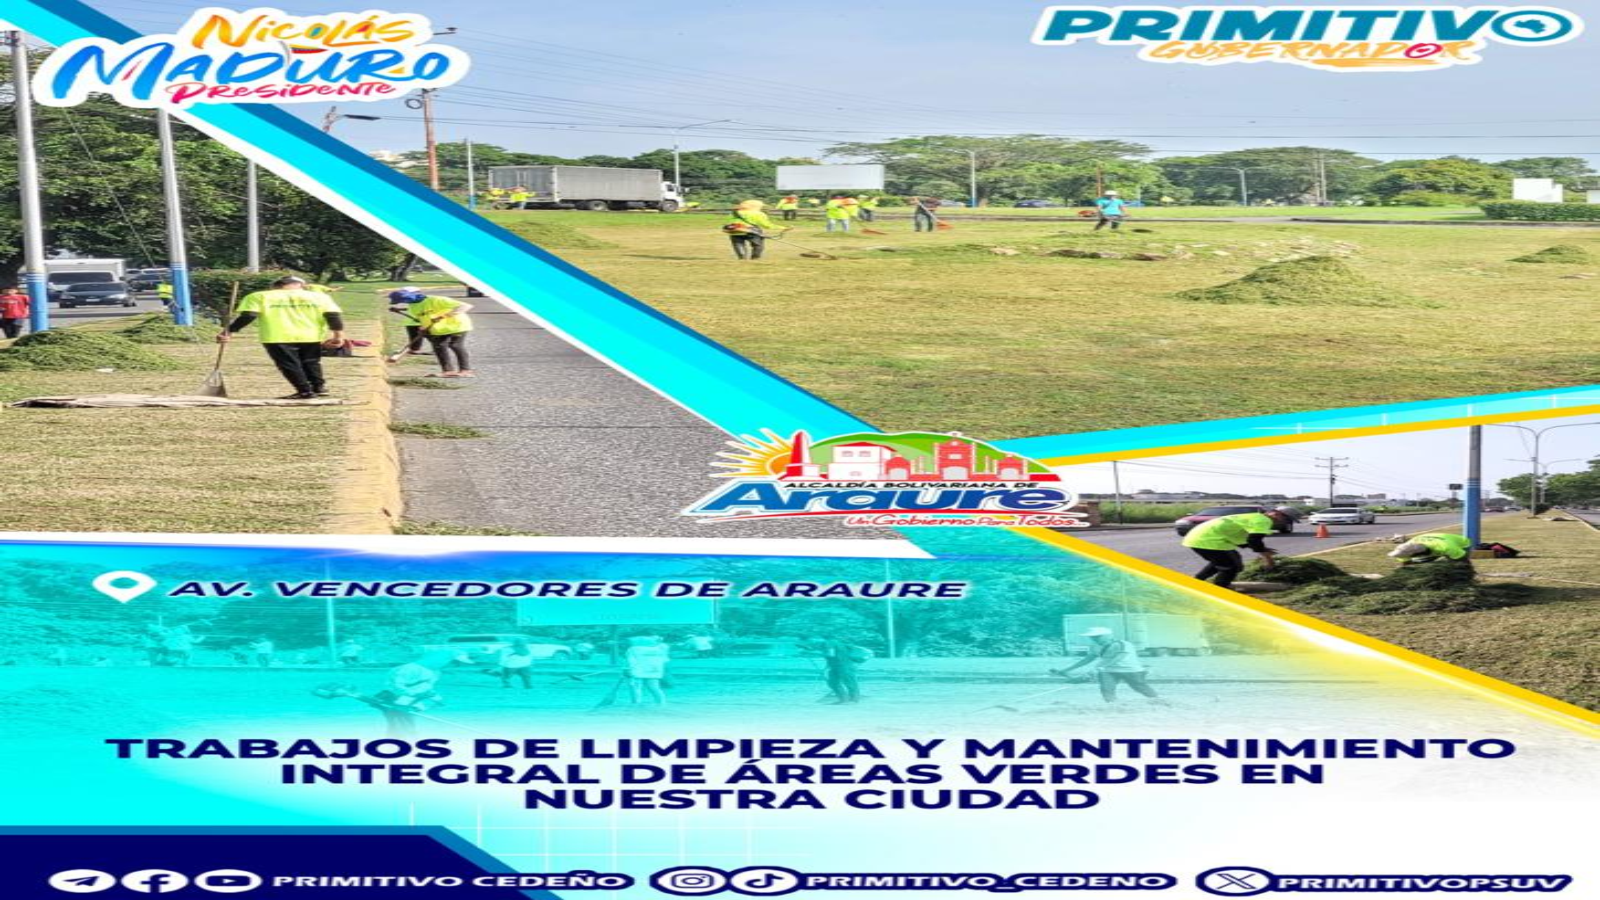 NICOLÁS
MADURO
PRESIDENTE
PRIMITIVO
GOBERNADOR
ALCALDÍA BOLIVARIANA DE
Araure
Un Gobierno Para Todos...
AV. VENCEDORES DE ARAURE
TRABAJOS DE LIMPIEZA Y MANTENIMIENTO
INTEGRAL DE ÁREAS VERDES EN
NUESTRA CIUDAD
PRIMITIVO CEDEÑO PRIMITIVO_CEDENO PRIMITIVOPSUV